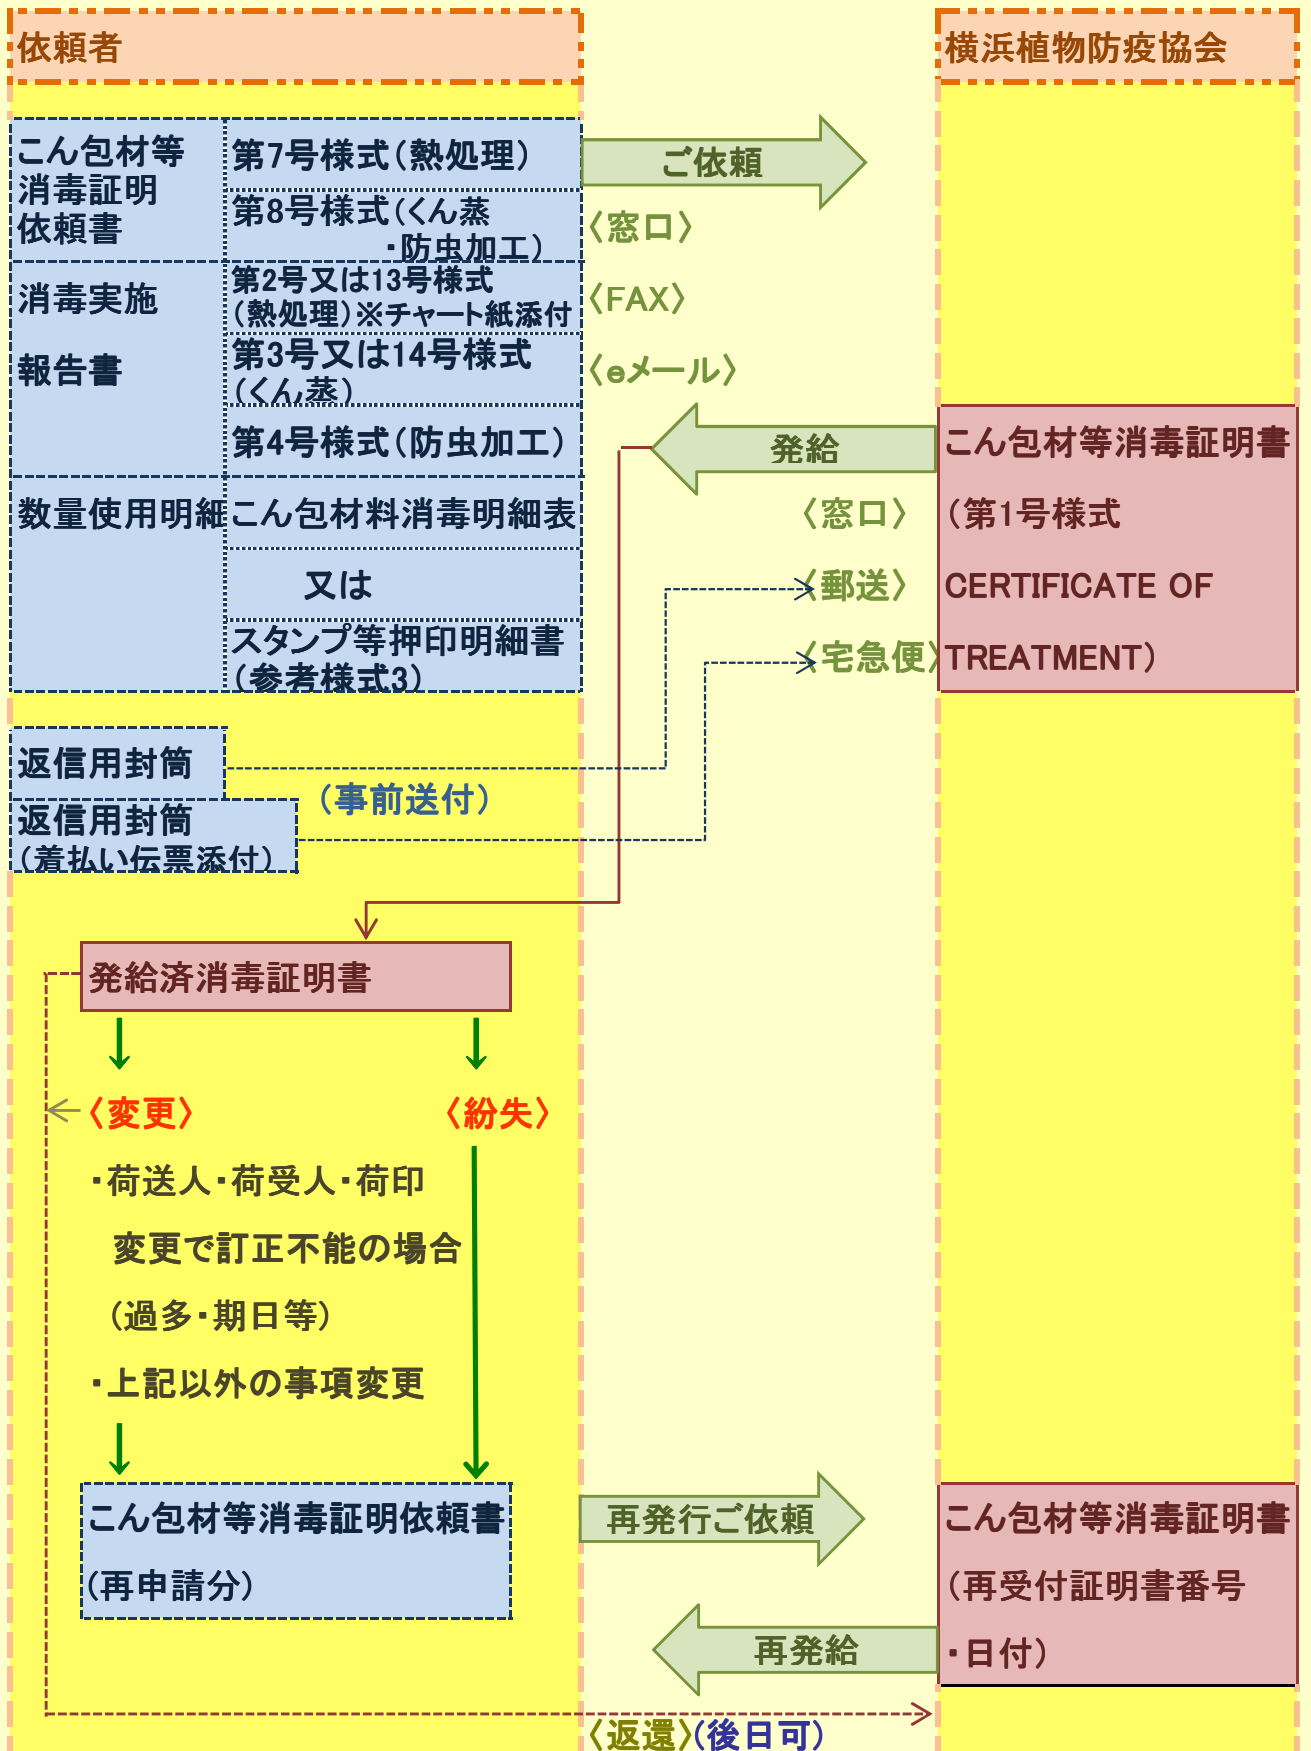 依頼者
横浜植物防疫協会
こん包材等
消毒証明
依頼書
第7号様式(熱処理)
第8号様式(くん蒸
・防虫加工)
ご依頼
〈窓口〉
〈FAX〉
〈eメール〉
消毒実施
報告書
第2号又は13号様式
(熱処理)※チャート紙添付
第3号又は14号様式
(くん蒸)
第4号様式(防虫加工)
発給
〈窓口〉
〈郵送〉
〈宅急便〉
こん包材等消毒証明書
(第1号様式
CERTIFICATE OF
TREATMENT)
数量使用明細
こん包材料消毒明細表
又は
スタンプ等押印明細書
(参考様式3)
返信用封筒
(事前送付)
返信用封筒
(着払い伝票添付)
発給済消毒証明書
〈変更〉
〈紛失〉
・荷送人・荷受人・荷印
変更で訂正不能の場合
(過多・期日等)
・上記以外の事項変更
こん包材等消毒証明依頼書
(再申請分)
再発行ご依頼
こん包材等消毒証明書
(再受付証明書番号
・日付)
再発給
〈返還〉(後日可)